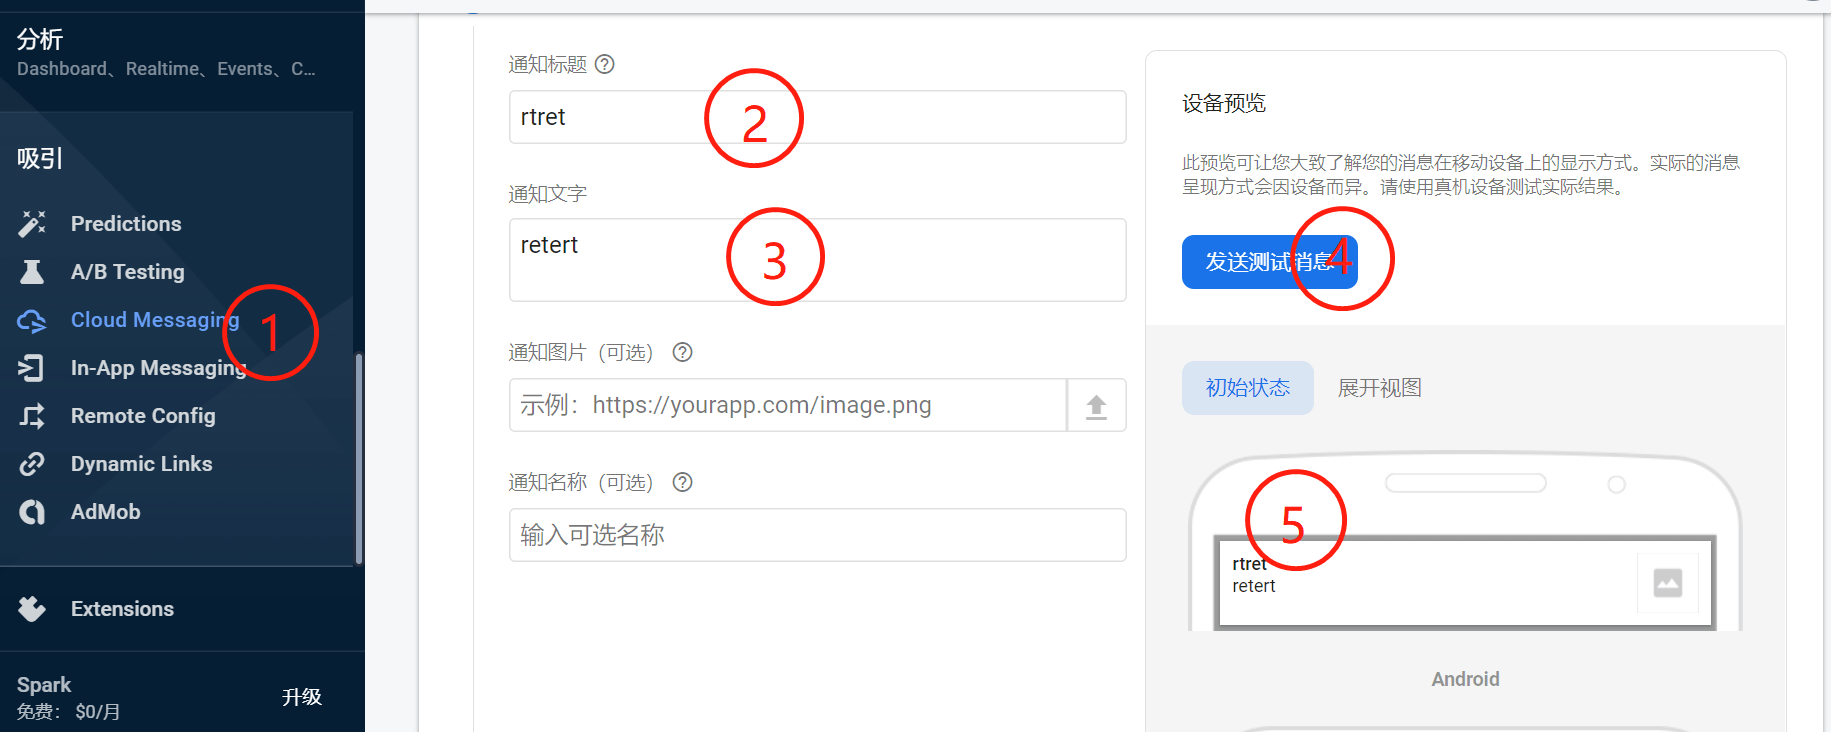 分析
Dashboard、Realtime、Events、C...
吸引
Predictions
A/B Testing
Cloud Messaging
1
In-App Messaging
Remote Config
Dynamic Links
AdMob
Extensions
Spark
免费： $0/月
升级
通知标题
rtret
2
通知文字
retert
3
通知图片（可选）
示例：https://yourapp.com/image.png
通知名称（可选）
输入可选名称
设备预览
此预览可让您大致了解您的消息在移动设备上的显示方式。实际的消息
呈现方式会因设备而异。请使用真机设备测试实际结果。
发送测试消息
4
初始状态
展开视图
5
rtret
retert
Android